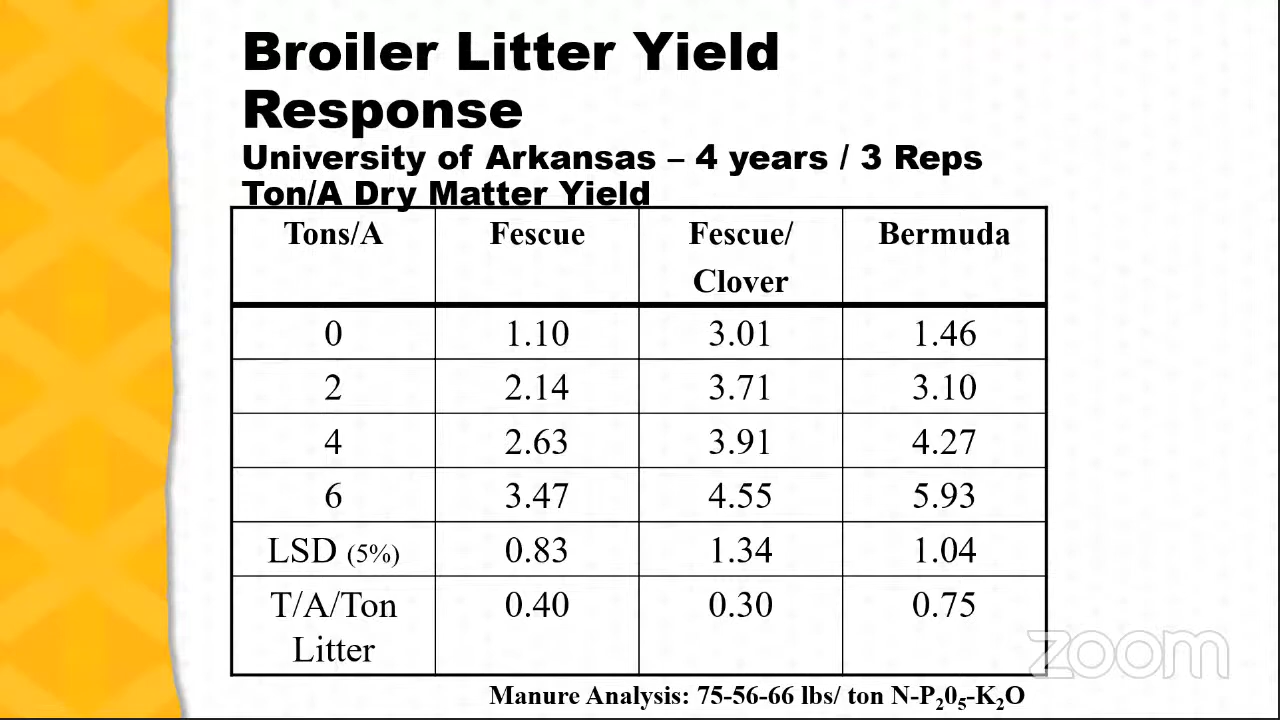 Broiler Litter Yield
Response
University of Arkansas – 4 years / 3 Reps
Ton/A Dry Matter Yield
Tons/A Fescue Fescue/ Clover Bermuda
0 1.10 3.01 1.46
2 2.14 3.71 3.10
4 2.63 3.91 4.27
6 3.47 4.55 5.93
LSD (5%) 0.83 1.34 1.04
T/A/Ton Litter 0.40 0.30 0.75
zoom
Manure Analysis: 75-56-66 lbs/ ton N-P₂0₅-K₂O